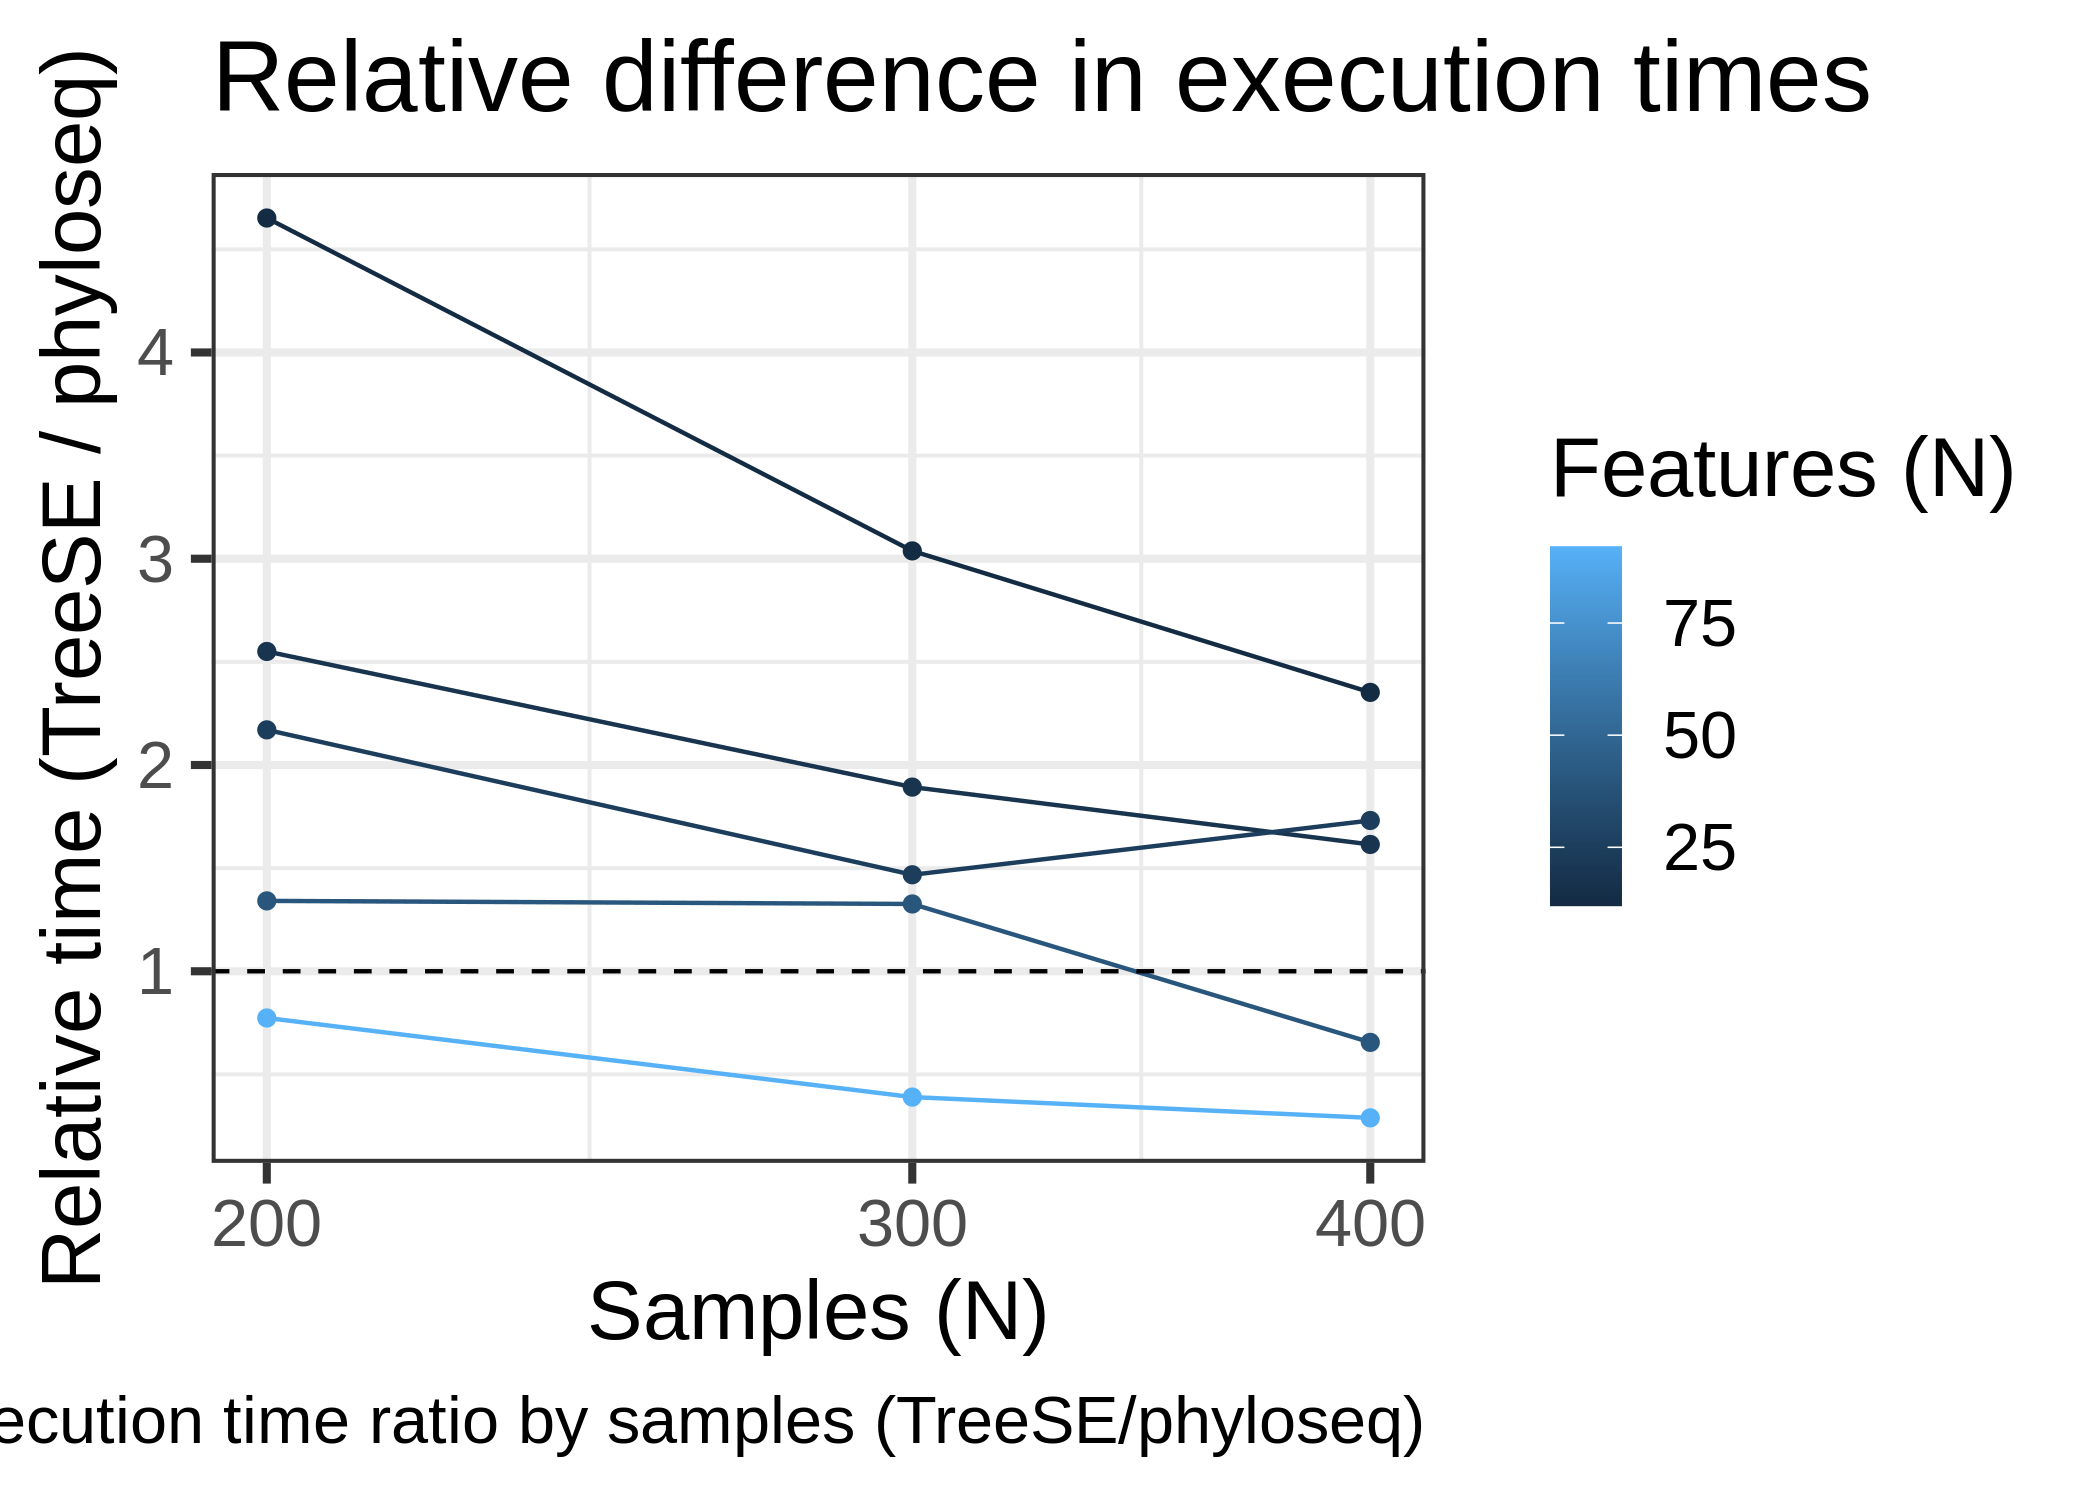 Relative difference in execution times
Relative time (TreeSE / phyloseq)
4
3
2
1
200 300 400
Samples (N)
Features (N)
75
50
25
time ratio by samples (TreeSE/phyloseq)